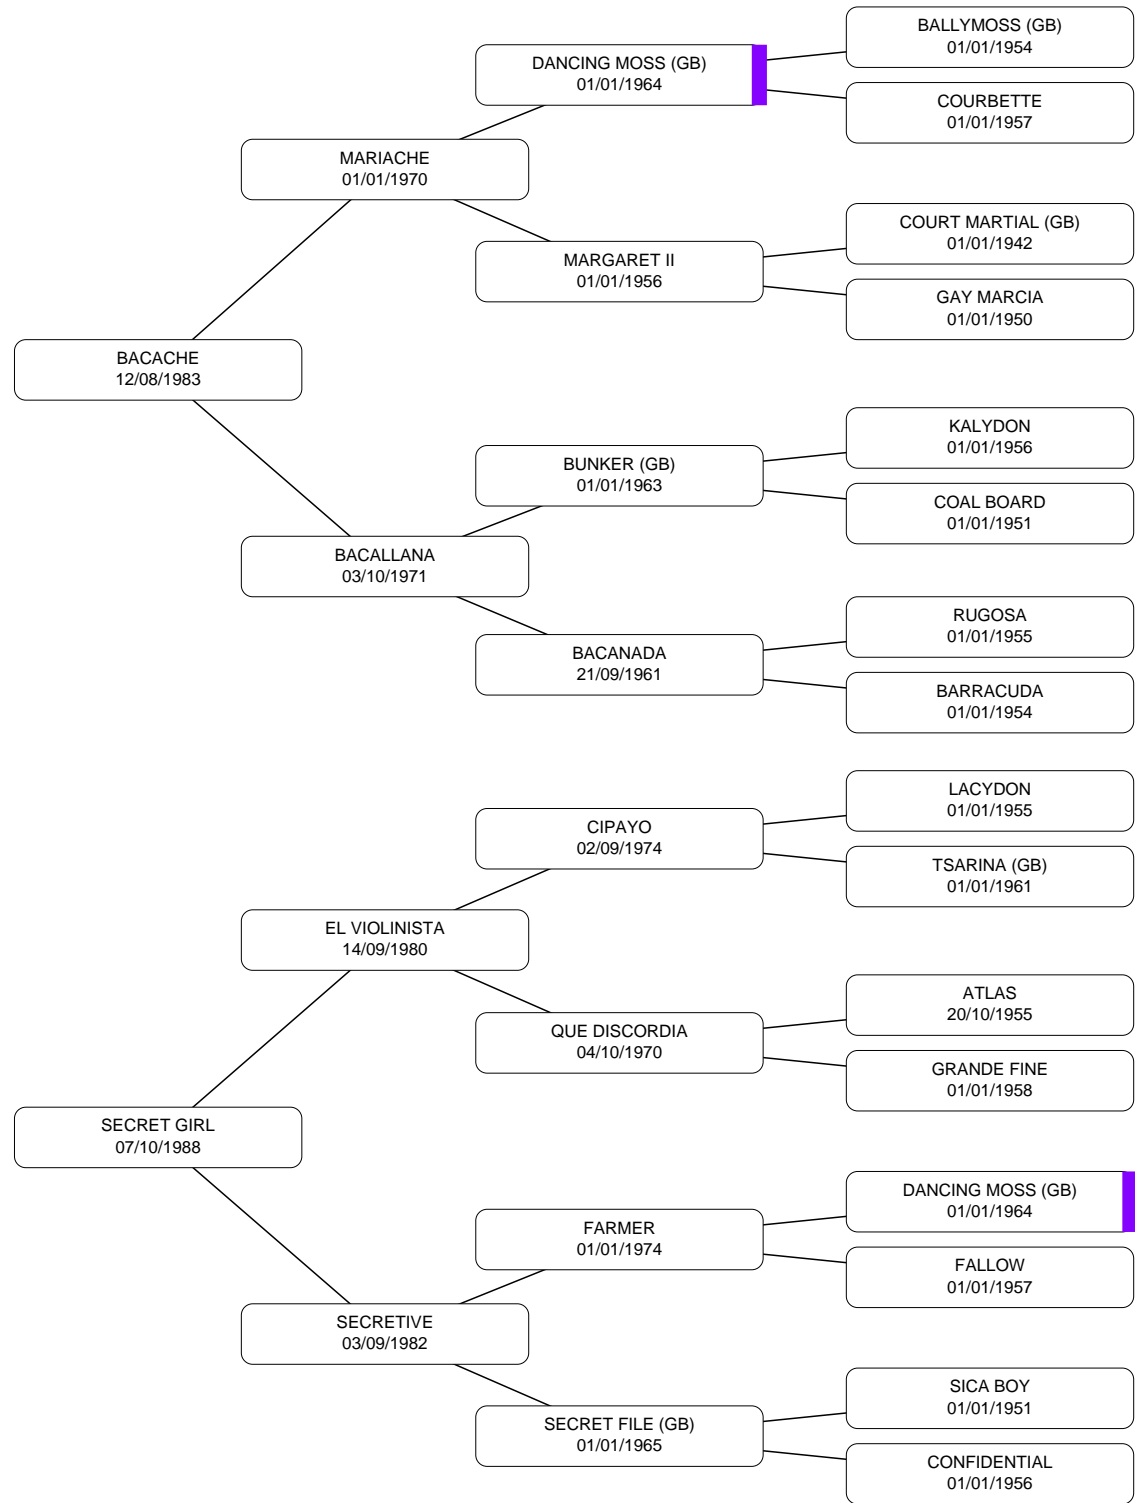 BALLYMOSS (GB)
01/01/1954
DANCING MOSS (GB)
01/01/1964
COURBETTE
01/01/1957
MARIACHE
01/01/1970
COURT MARTIAL (GB)
01/01/1942
MARGARET II
01/01/1956
GAY MARCIA
01/01/1950
BACACHE
12/08/1983
KALYDON
01/01/1956
BUNKER (GB)
01/01/1963
COAL BOARD
01/01/1951
BACALLANA
03/10/1971
RUGOSA
01/01/1955
BACANADA
21/09/1961
BARRACUDA
01/01/1954
LACYDON
01/01/1955
CIPAYO
02/09/1974
TSARINA (GB)
01/01/1961
EL VIOLINISTA
14/09/1980
ATLAS
20/10/1955
QUE DISCORDIA
04/10/1970
GRANDE FINE
01/01/1958
SECRET GIRL
07/10/1988
DANCING MOSS (GB)
01/01/1964
FARMER
01/01/1974
FALLOW
01/01/1957
SECRETIVE
03/09/1982
SICA BOY
01/01/1951
SECRET FILE (GB)
01/01/1965
CONFIDENTIAL
01/01/1956